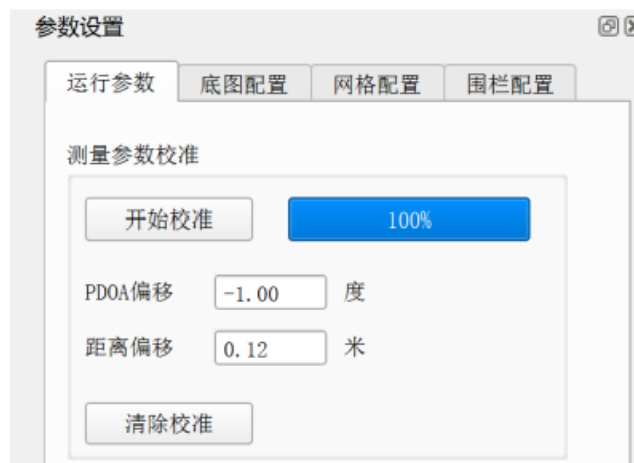 参数设置
运行参数 底图配置 网格配置 围栏配置
测量参数校准
开始校准 100%
PDOA偏移 -1.00 度
距离偏移 0.12 米
清除校准